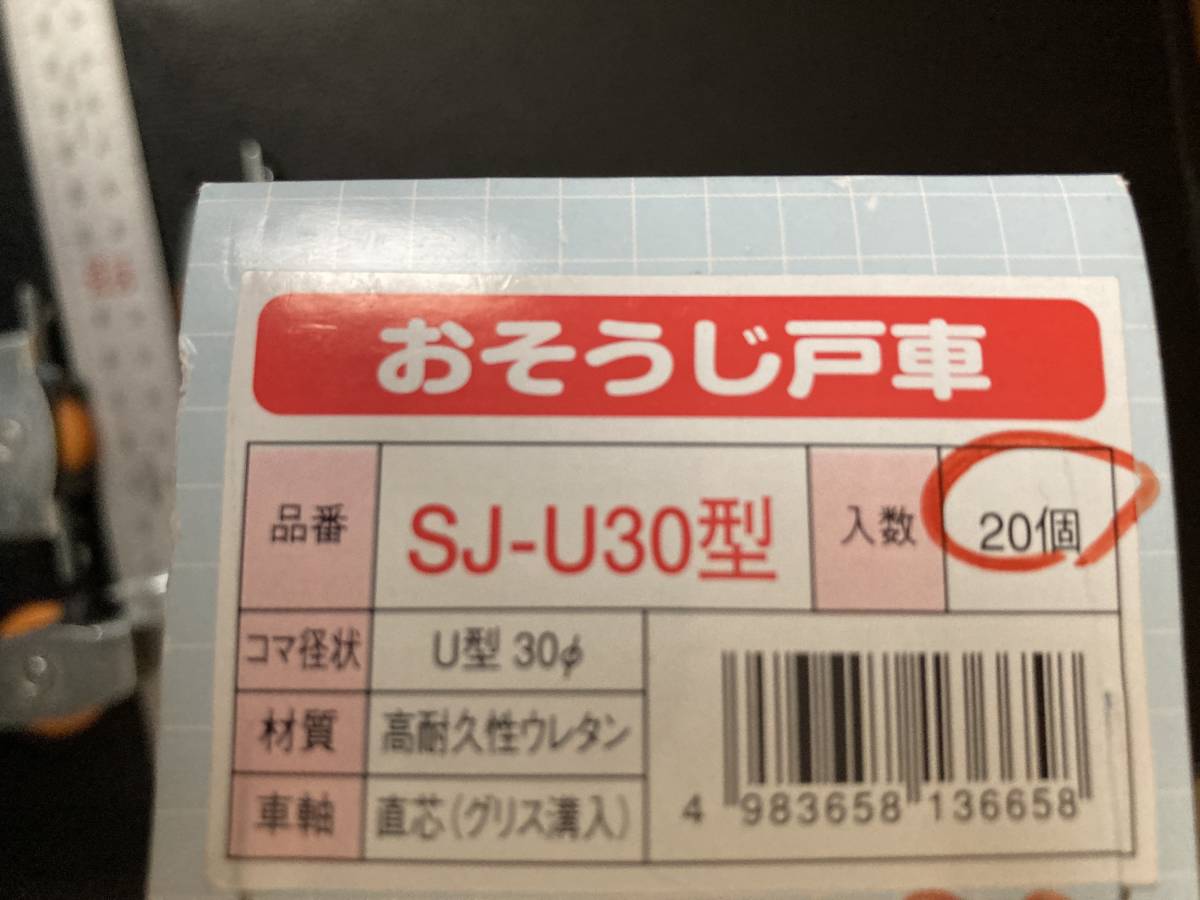 おそうじ戸車
品番 SJ-U30型 入数 20個
コマ径状 U型 30φ
材質 高耐久性ウレタン
車軸 直芯(グリス溝入)
4 983658 136658